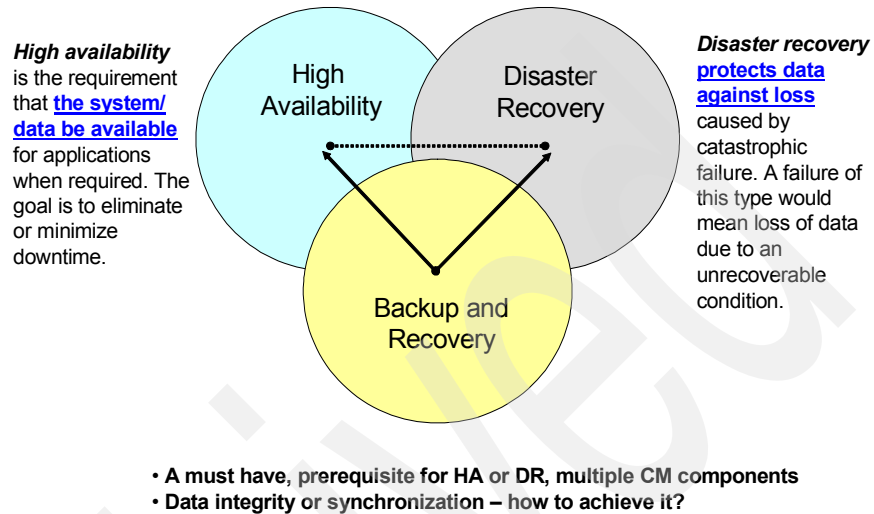 High availability
is the requirement
that the system/
data be available
for applications
when required. The
goal is to eliminate
or minimize
downtime.
High
Availability
Disaster
Recovery
Disaster recovery
protects data
against loss
caused by
catastrophic
failure. A failure of
this type would
mean loss of data
due to an
unrecoverable
condition.
Backup and
Recovery
• A must have, prerequisite for HA or DR, multiple CM components
• Data integrity or synchronization – how to achieve it?